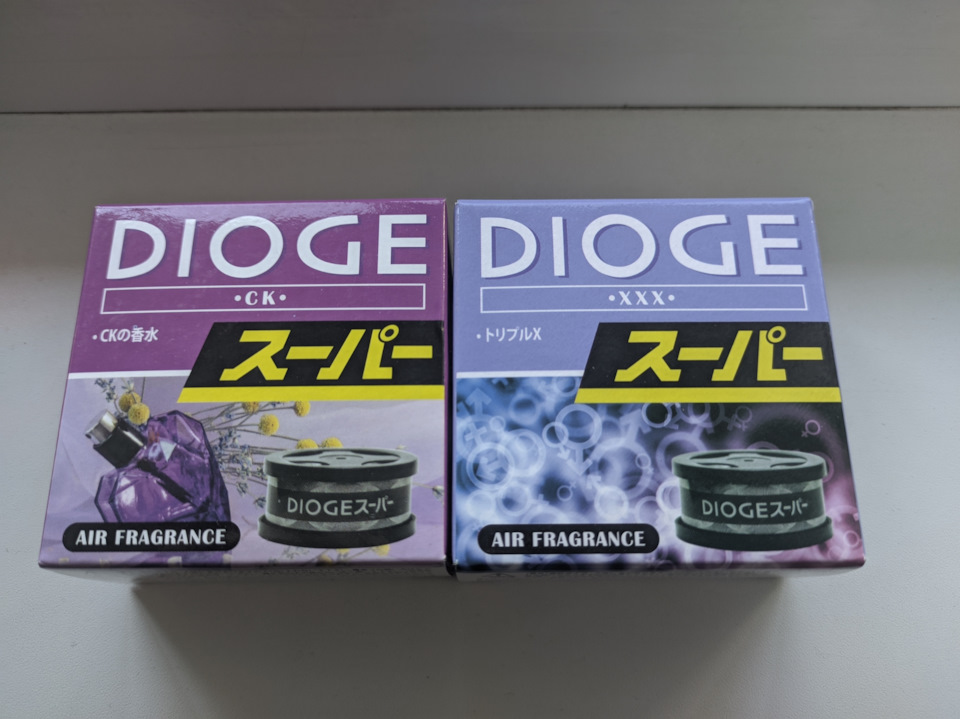 DIOGE
•CK•
・CKの香水
スーパー
DIOGEスーパー
AIR FRAGRANCE
DIOGE
•XXX•
・トリプルX
スーパー
DIOGEスーパー
AIR FRAGRANCE